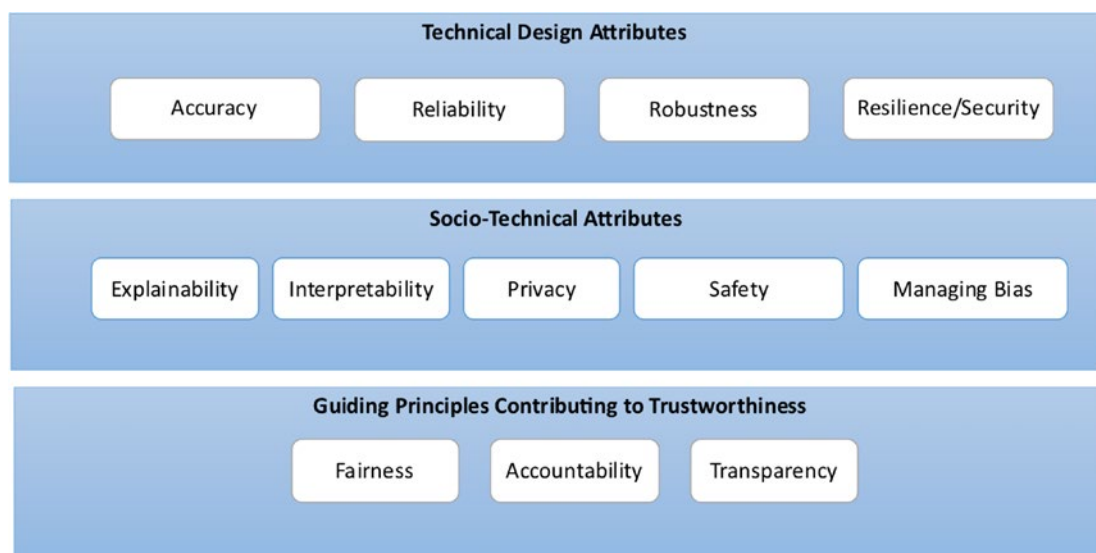 Technical Design Attributes
Accuracy
Reliability
Robustness
Resilience/Security
Socio-Technical Attributes
Explainability
Interpretability
Privacy
Safety
Managing Bias
Guiding Principles Contributing to Trustworthiness
Fairness
Accountability
Transparency